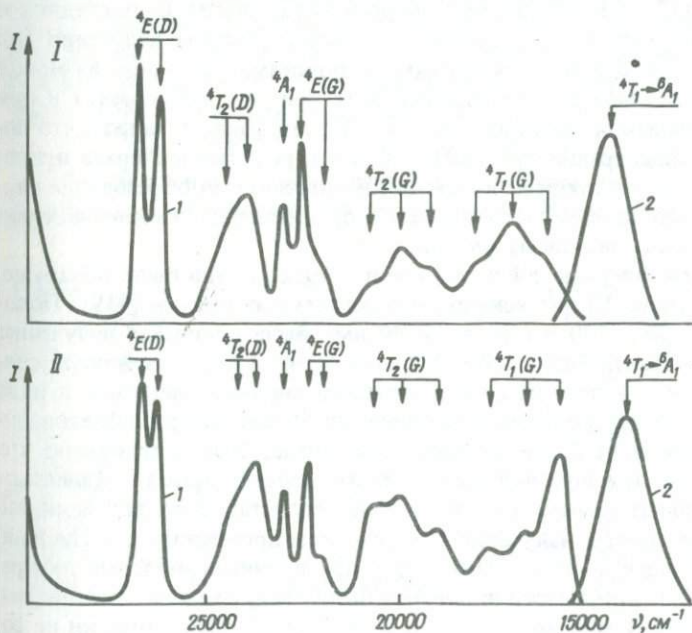 I I ⁴E(D)
⁴T₂(D) ⁴A₁ ⁴E(G)
⁴T₂(G) ⁴T₁(G) ⁴T₁→⁶A₁
1 2
I II ⁴E(D)
⁴T₂(D) ⁴A₁ ⁴E(G)
⁴T₂(G) ⁴T₁(G) ⁴T₁→⁶A₁
1 2
25000 20000 15000 ν, см⁻¹